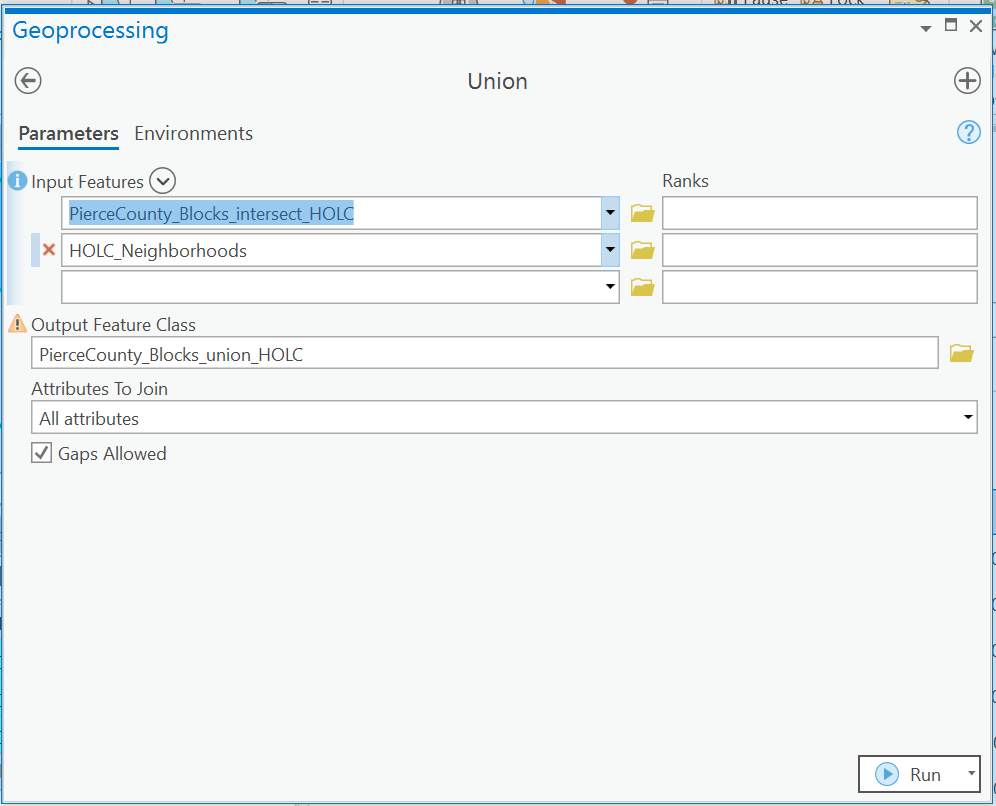 Geoprocessing
Union
Parameters Environments
Input Features Ranks
PierceCounty_Blocks_intersect_HOLC
HOLC_Neighborhoods
Output Feature Class
PierceCounty_Blocks_union_HOLC
Attributes To Join
All attributes
Gaps Allowed
Run